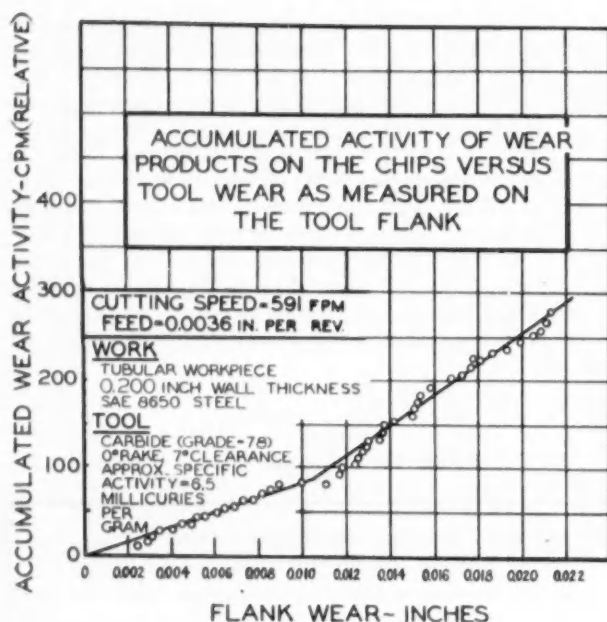 ACCUMULATED WEAR ACTIVITY-CPM(RELATIVE)
400
300
200
100
0
ACCUMULATED ACTIVITY OF WEAR
PRODUCTS ON THE CHIPS VERSUS
TOOL WEAR AS MEASURED ON
THE TOOL FLANK
CUTTING SPEED=591 FPM
FEED=0.0036 IN. PER REV.
WORK
TUBULAR WORKPIECE
0.200 INCH WALL THICKNESS
SAE 8650 STEEL
TOOL
CARBIDE (GRADE=78)
0°RAKE, 7°CLEARANCE
APPROX. SPECIFIC
ACTIVITY=6.5
MILLICURIES
PER
GRAM
0 0.002 0.004 0.006 0.008 0.010 0.012 0.014 0.016 0.018 0.020 0.022
FLANK WEAR~INCHES